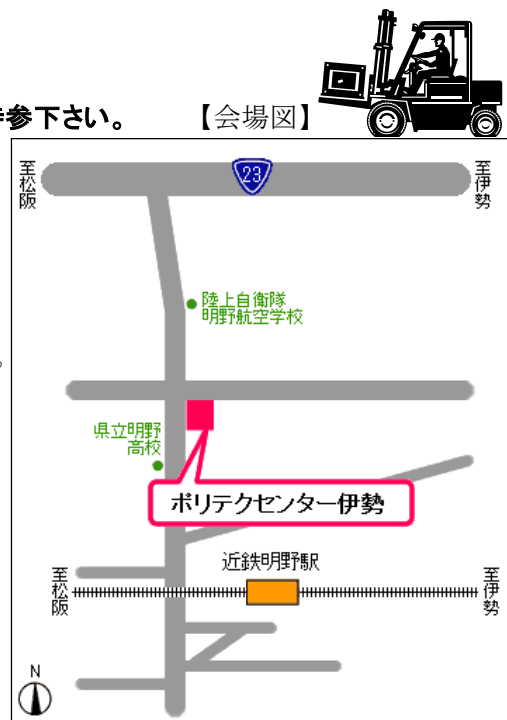 参下さい。 【会場図】
至松阪
23
至伊勢
陸上自衛隊
明野航空学校
。
県立明野
高校
ポリテクセンター伊勢
近鉄明野駅
至松阪
至伊勢
N